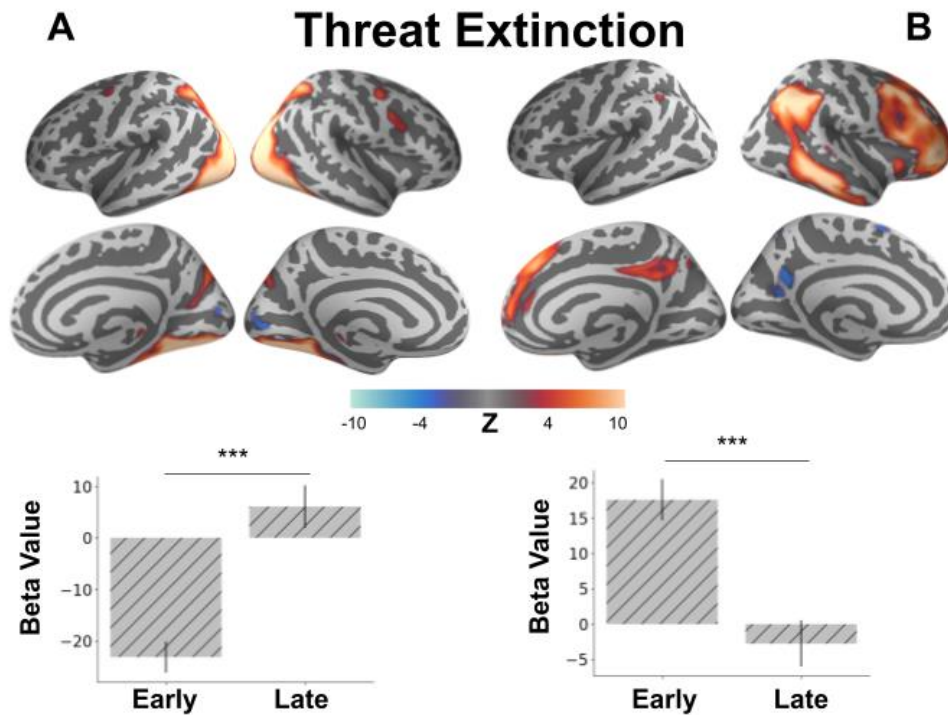 A Threat Extinction B
-10 -4 Z 4 10
***
10
0
−10
−20
Beta Value
Early Late
***
20
15
10
5
0
−5
Beta Value
Early Late